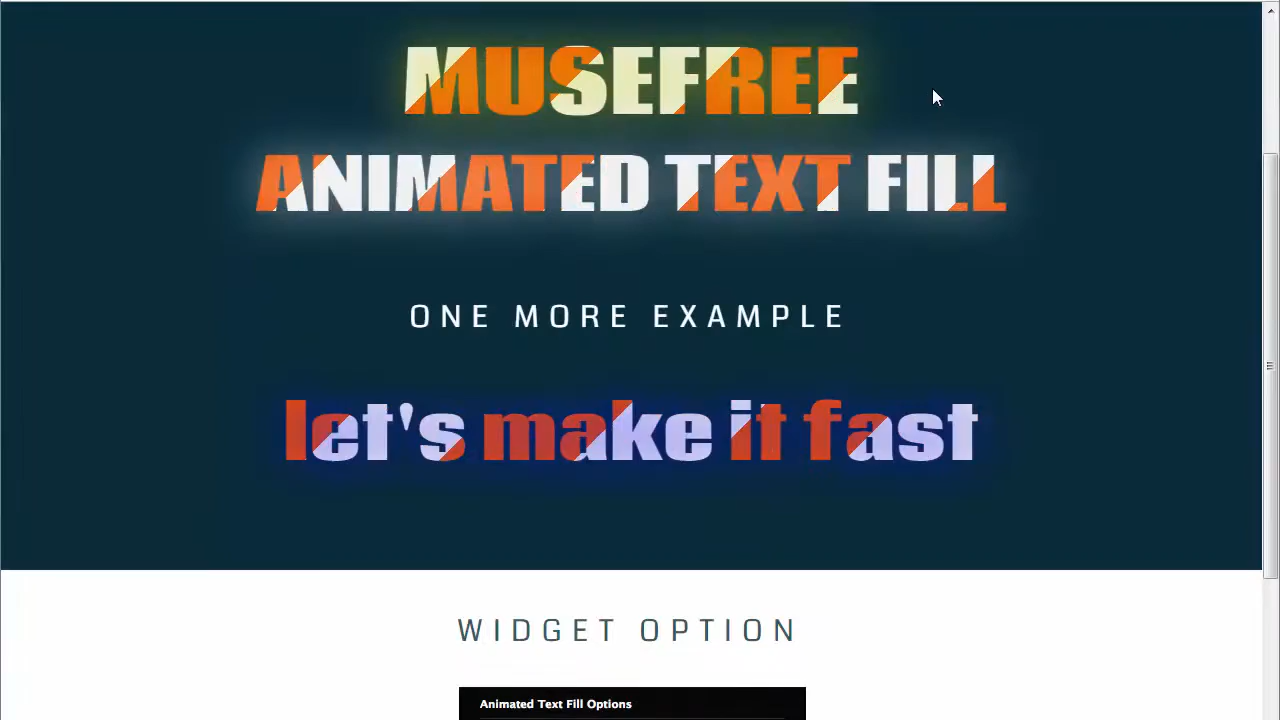 MUSEFREE
ANIMATED TEXT FILL
ONE MORE EXAMPLE
let's make it fast
WIDGET OPTION
Animated Text Fill Options